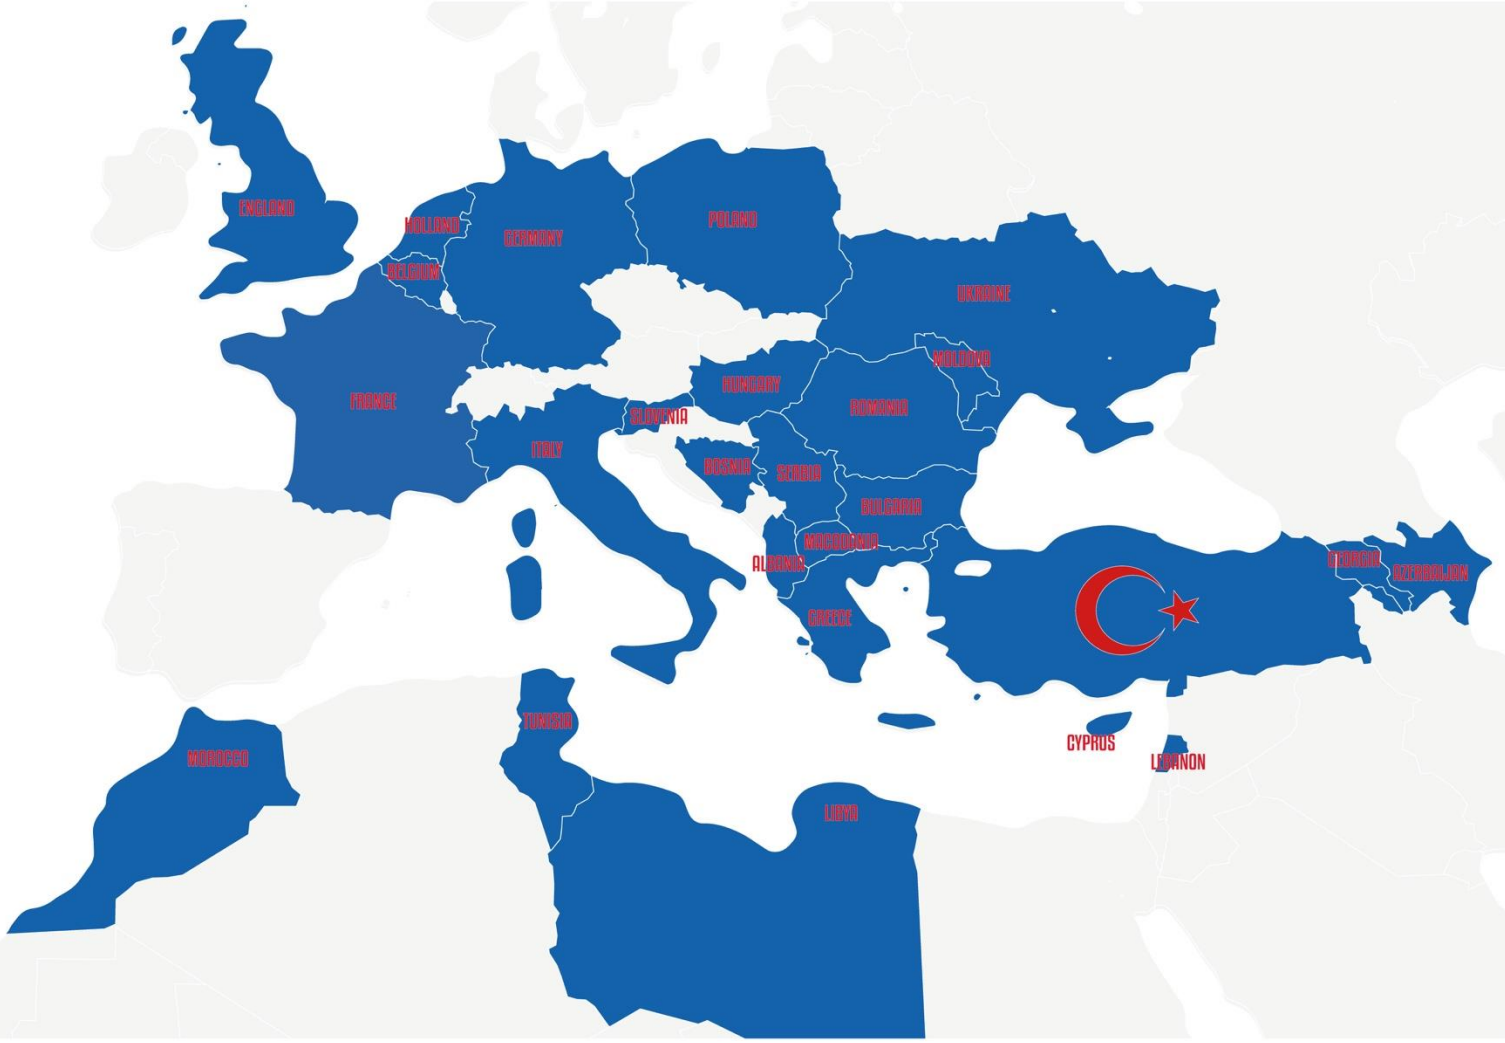 ENGLAND
HOLLAND
BELGIUM
GERMANY
POLAND
UKRAINE
MOLDOVA
FRANCE
HUNGARY
ROMANIA
SLOVENIA
ITALY
BOSNIA
SERBIA
BULGARIA
MACEDONIA
ALBANIA
GREECE
GEORGIA
AZERBAIJAN
TUNISIA
MOROCCO
CYPRUS
LEBANON
LIBYA